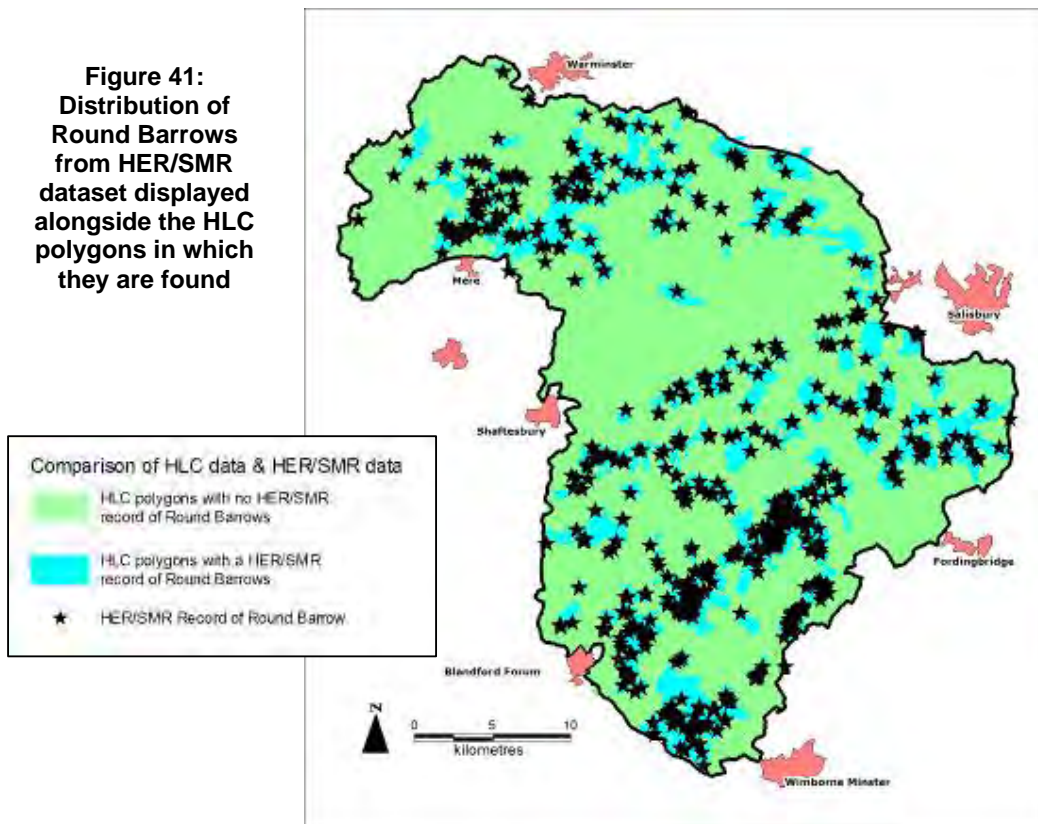 Figure 41:
Distribution of
Round Barrows
from HER/SMR
dataset displayed
alongside the HLC
polygons in which
they are found
Warminster
Mere
Salisbury
Shaftesbury
Comparison of HLC data & HER/SMR data
HLC polygons with no HER/SMR
record of Round Barrows
HLC polygons with a HER/SMR
record of Round Barrows
HER/SMR Record of Round Barrow
Fordingbridge
Blandford Forum
N
0 5 10
kilometres
Wimborne Minster